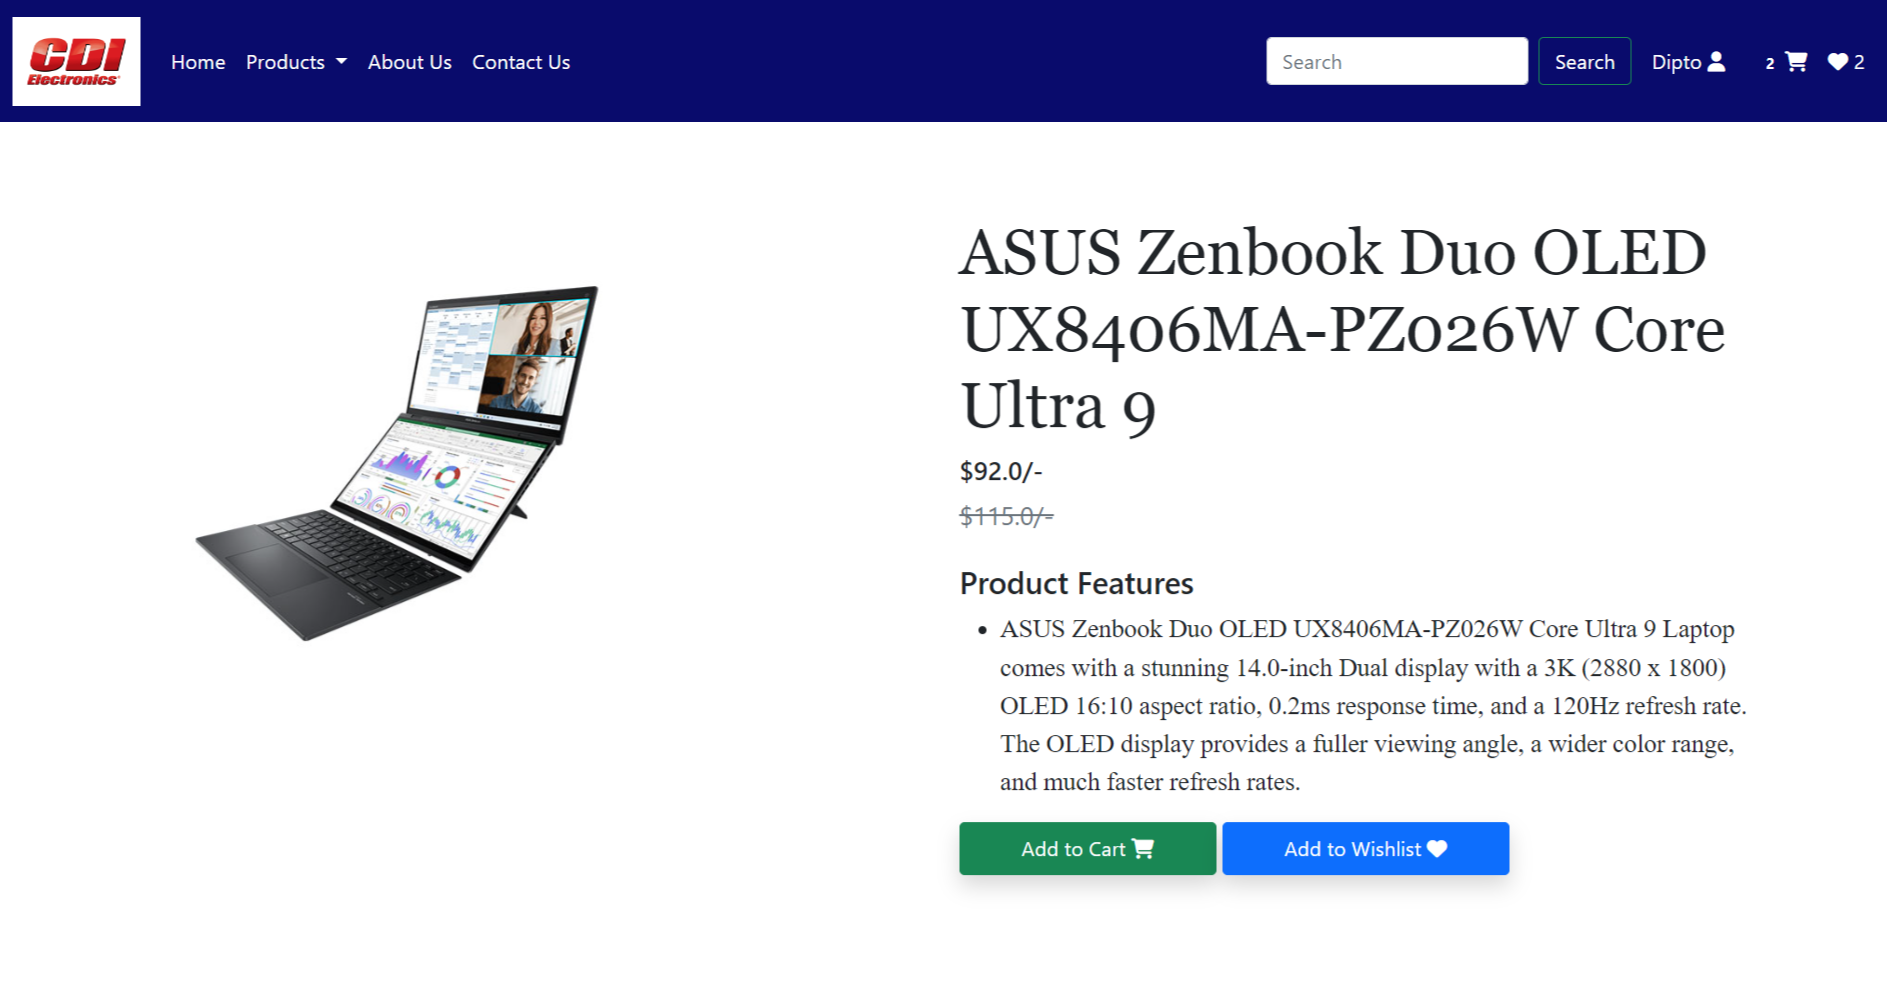 CDI
Electronics
Home Products About Us Contact Us Search Search Dipto 2 2
ASUS Zenbook Duo OLED
UX8406MA-PZ026W Core
Ultra 9
$92.0/-
$115.0/-
Product Features
• ASUS Zenbook Duo OLED UX8406MA-PZ026W Core Ultra 9 Laptop
comes with a stunning 14.0-inch Dual display with a 3K (2880 x 1800)
OLED 16:10 aspect ratio, 0.2ms response time, and a 120Hz refresh rate.
The OLED display provides a fuller viewing angle, a wider color range,
and much faster refresh rates.
Add to Cart Add to Wishlist